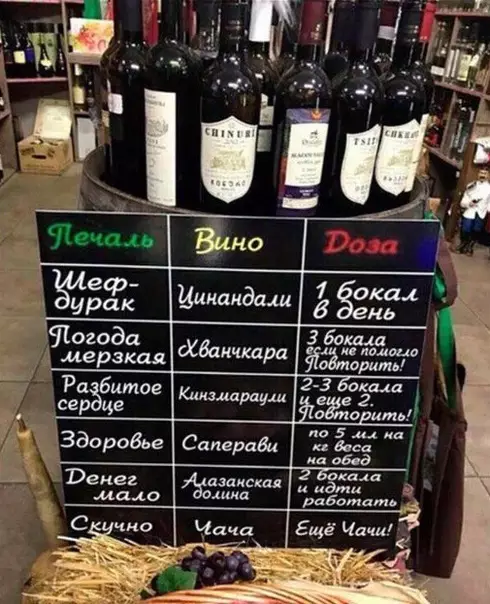 CHINURI
TSITS
CHKHAVE
Печаль Вино Доза
Шеф-
дурак
Цинандали
1 бокал
в день
Погода
мерзкая
Хванчкара
3 бокала
если не помогло
Повторить!
Разбитое
сердце
Кинзмараули
2-3 бокала
и еще 2.
Повторить!
Здоровье
Саперави
по 5 мл на
кг веса
на обед
Денег
мало
Алазанская
долина
2 бокала
и идти
работать
Скучно
Чача
Ещё Чачи!